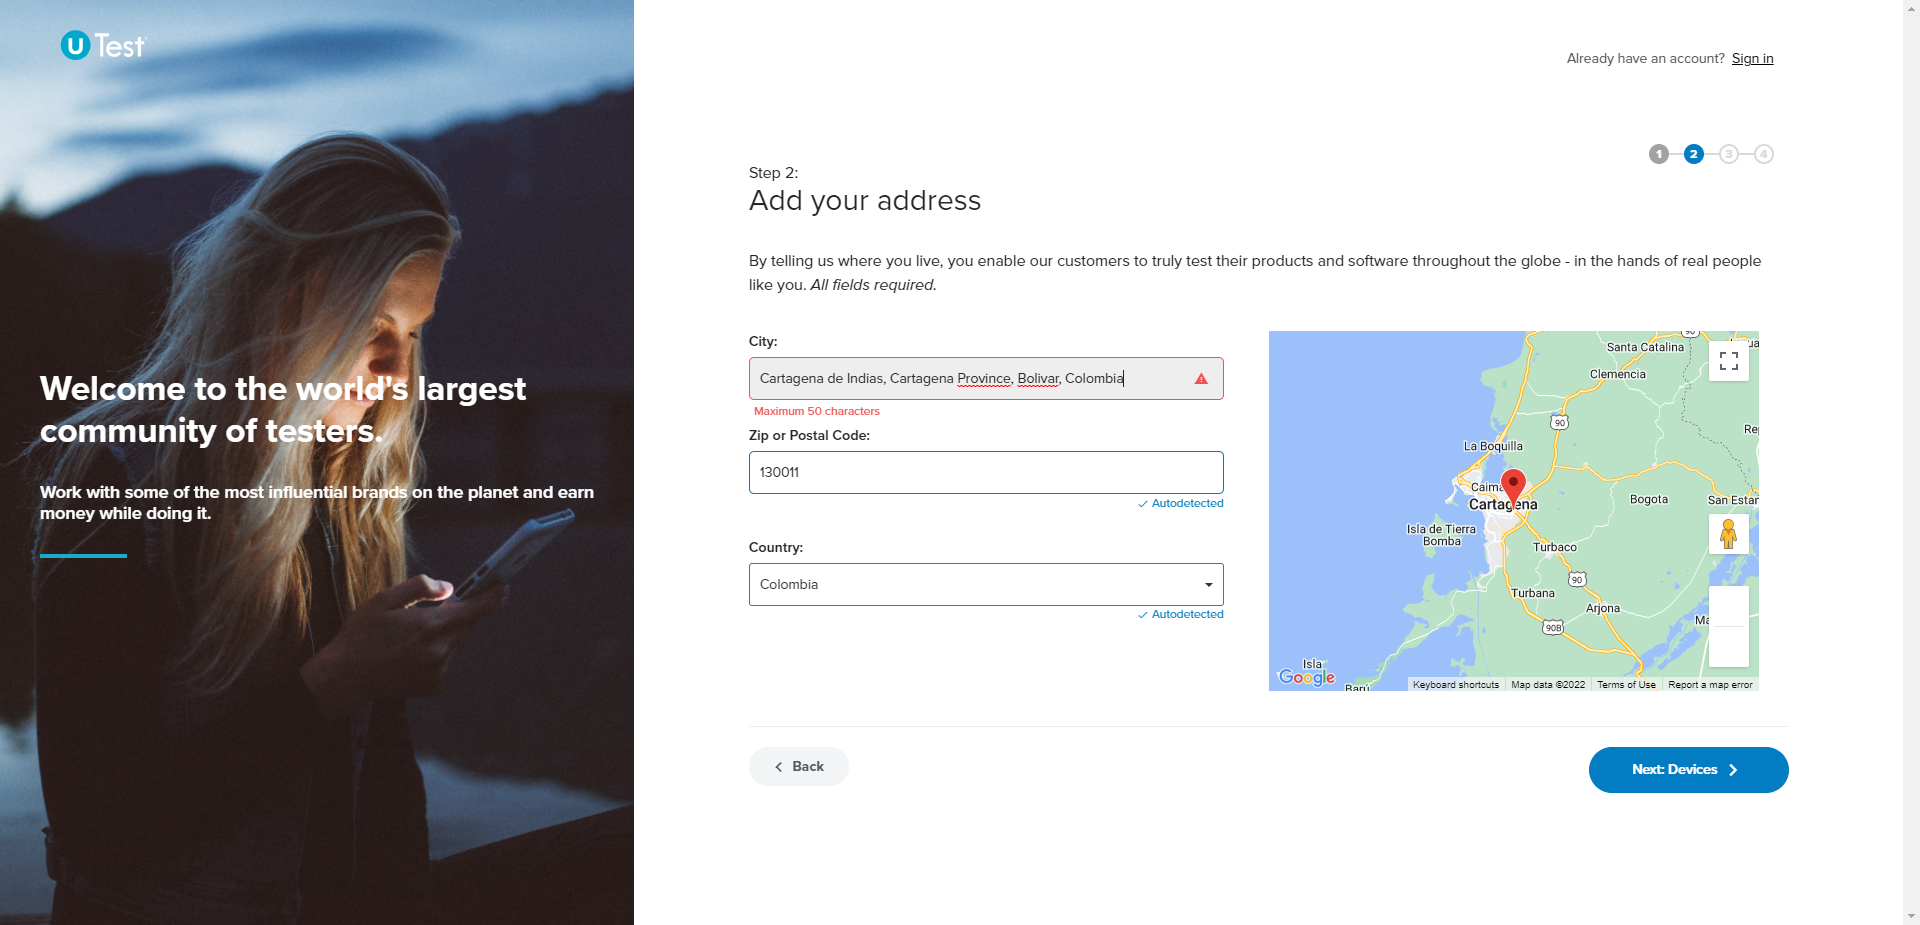 U Test
Welcome to the world's largest
community of testers.
Work with some of the most influential brands on the planet and earn
money while doing it.
Already have an account? Sign in
1 2 3 4
Step 2:
Add your address
By telling us where you live, you enable our customers to truly test their products and software throughout the globe - in the hands of real people
like you. All fields required.
City:
Cartagena de Indias, Cartagena Province, Bolivar, Colombia
Maximum 50 characters
Zip or Postal Code:
130011
Autodetected
Country:
Colombia
Autodetected
90
Santa Catalina
Clemencia
90
La Boquilla
Cartagena
Bogota
Isla de Tierra
Bomba
Turbaco
90
Turbana
Arjona
90B
Isla
Barú
Google
Keyboard shortcuts
Map data ©2022
Terms of Use
Report a map error
Back
Next: Devices